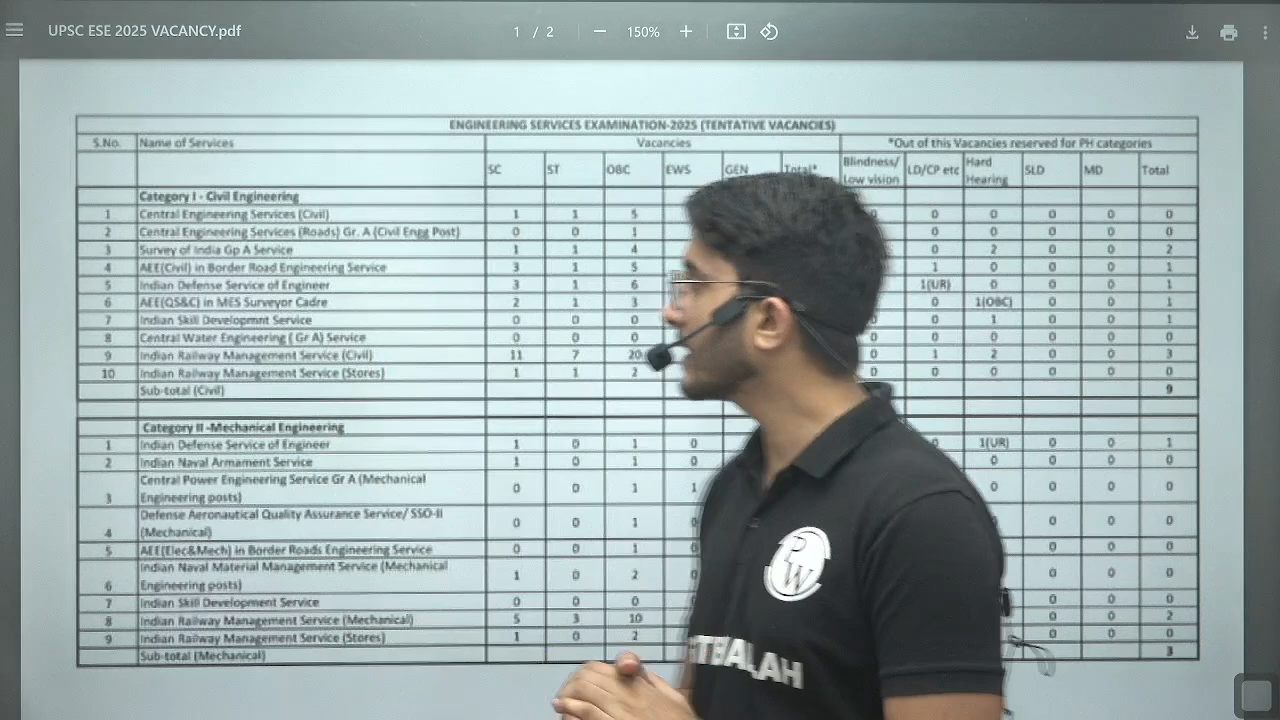 UPSC ESE 2025 VACANCY.pdf 1 / 2 150%
ENGINEERING SERVICES EXAMINATION-2025 (TENTATIVE VACANCIES)
S.No. Name of Services Vacancies *Out of this Vacancies reserved for PH categories
SC ST OBC EWS GEN Total* Blindness/ Low vision LD/CP etc Hard Hearing SLD MD Total
Category I - Civil Engineering
1 Central Engineering Services (Civil) 1 1 5 0 0 0 0 0 0
2 Central Engineering Services (Roads) Gr. A (Civil Engg Post) 0 0 1 0 0 0 0 0
3 Survey of India Gp A Service 1 1 4 0 2 0 0 2
4 AEE(Civil) in Border Road Engineering Service 3 1 5 1 0 0 0 1
5 Indian Defense Service of Engineer 3 1 6 1(UR) 0 0 0 1
6 AEE(QS&C) in MES Surveyor Cadre 2 1 3 0 1(OBC) 0 0 1
7 Indian Skill Developmnt Service 0 0 0 0 0 1 0 0 1
8 Central Water Engineering ( Gr A) Service 0 0 0 0 0 0 0 0 0
9 Indian Railway Management Service (Civil) 11 7 20 0 1 2 0 0 3
10 Indian Railway Management Service (Stores) 1 1 2 0 0 0 0 0 0
Sub-total (Civil) 9
Category II -Mechanical Engineering
1 Indian Defense Service of Engineer 1 0 1 0 0 1(UR) 0 0 1
2 Indian Naval Armament Service 1 0 1 0 0 0 0 0
3 Central Power Engineering Service Gr A (Mechanical Engineering posts) 0 0 1 1 0 0 0 0
4 Defense Aeronautical Quality Assurance Service/ SSO-II (Mechanical) 0 0 1 0 0 0 0
5 AEE(Elec&Mech) in Border Roads Engineering Service 0 0 1 0 0 0 0
6 Indian Naval Material Management Service (Mechanical Engineering posts) 1 0 2 0 0 0 0
7 Indian Skill Development Service 0 0 0 0 0 0 0
8 Indian Railway Management Service (Mechanical) 5 3 10 0 0 2
9 Indian Railway Management Service (Stores) 1 0 2 0 0 0
Sub-total (Mechanical) 3
PW